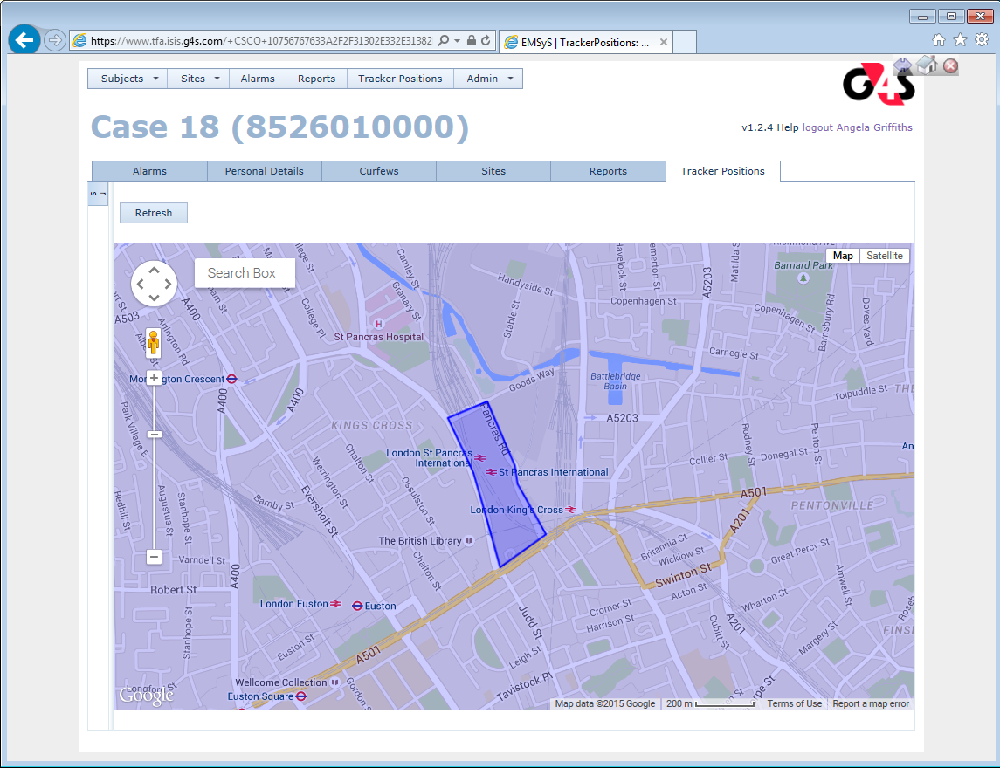 https://www.tfa.isis.g4s.com/+CSCO+10756767633A2F2F31302E332E31382
EMSyS | TrackerPositions: ...
Subjects
Sites
Alarms
Reports
Tracker Positions
Admin
G4S
Case 18 (8526010000)
v1.2.4 Help logout Angela Griffiths
Alarms
Personal Details
Curfews
Sites
Reports
Tracker Positions
Refresh
Search Box
Map
Satellite
Barnard Park
Camley St
Granary St
Handyside St
Stable St
Havelock St
A5203
Matilda S
Copenhagen St
Copenhagen St
Barnsbury Rd
Doves Yard
A503
A400
Arlington Rd
College Pl
St Pancras Hospital
H
Carnegie St
Mornington Crescent
Goods Way
Battlebridge
Basin
Tolpuddle St
THE
A400
A400
Park Village E
KINGS CROSS
Pancras Rd
A5203
Rodney St
Penton St
London St Pancras
International
St Pancras International
Collier St
Donegal St
An
Chalton St
Werrington St
Ossulston St
Eversholt St
Barnby St
Redhill St
Augustus St
Stanhope St
London King's Cross
A501
A201
PENTONVILLE
The British Library
Chalton St
Britannia St
Wicklow St
Great Percy St
Varndell St
A400
Robert St
Swinton St
Acton St
Amwell St
London Euston
Euston
Cromer St
Harrison St
Wharton St
Judd St
Cubitt St
A201
Margery St
FINS
Stanhope St
Euston St
A501
Leigh St
Tavistock Pl
Wellcome Collection
Euston Square
Gordon S
Longford St
Google
Map data ©2015 Google
200 m
Terms of Use
Report a map error